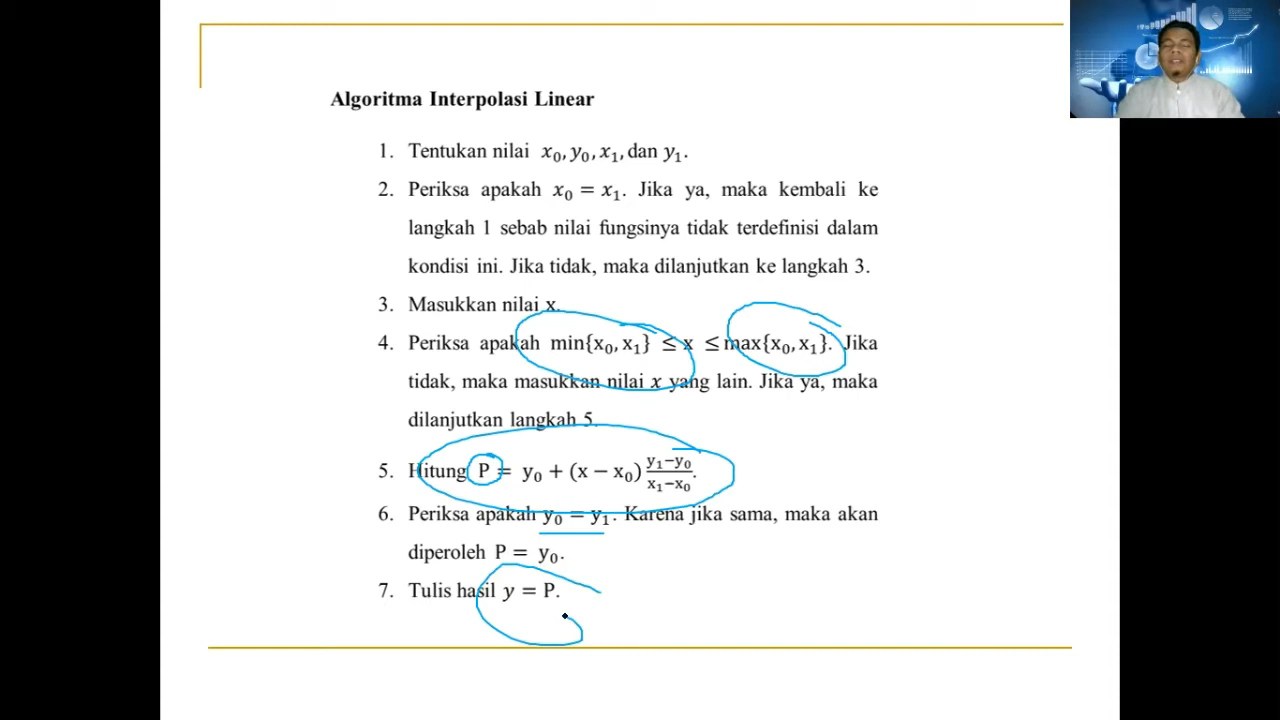 Algoritma Interpolasi Linear
1. Tentukan nilai x₀, y₀, x₁, dan y₁.
2. Periksa apakah x₀ = x₁. Jika ya, maka kembali ke
langkah 1 sebab nilai fungsinya tidak terdefinisi dalam
kondisi ini. Jika tidak, maka dilanjutkan ke langkah 3.
3. Masukkan nilai x.
4. Periksa apakah min{x₀, x₁} ≤ x ≤ max{x₀, x₁}. Jika
tidak, maka masukkan nilai x yang lain. Jika ya, maka
dilanjutkan langkah 5.
5. Hitung P = y₀ + (x − x₀) (y₁−y₀)/(x₁−x₀).
6. Periksa apakah y₀ = y₁. Karena jika sama, maka akan
diperoleh P = y₀.
7. Tulis hasil y = P.